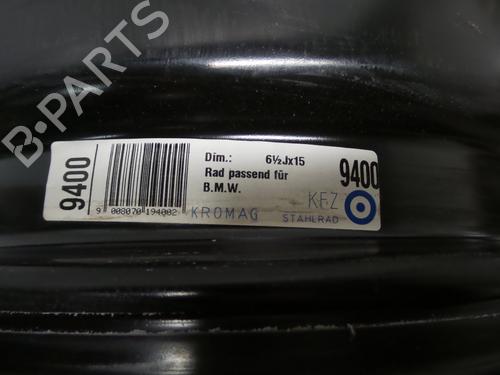 B-PARTS
9400
9 008070 194002
Dim.: 6½Jx15
Rad passend für
B.M.W.
KROMAG
9400
KFZ
STAHLRAD